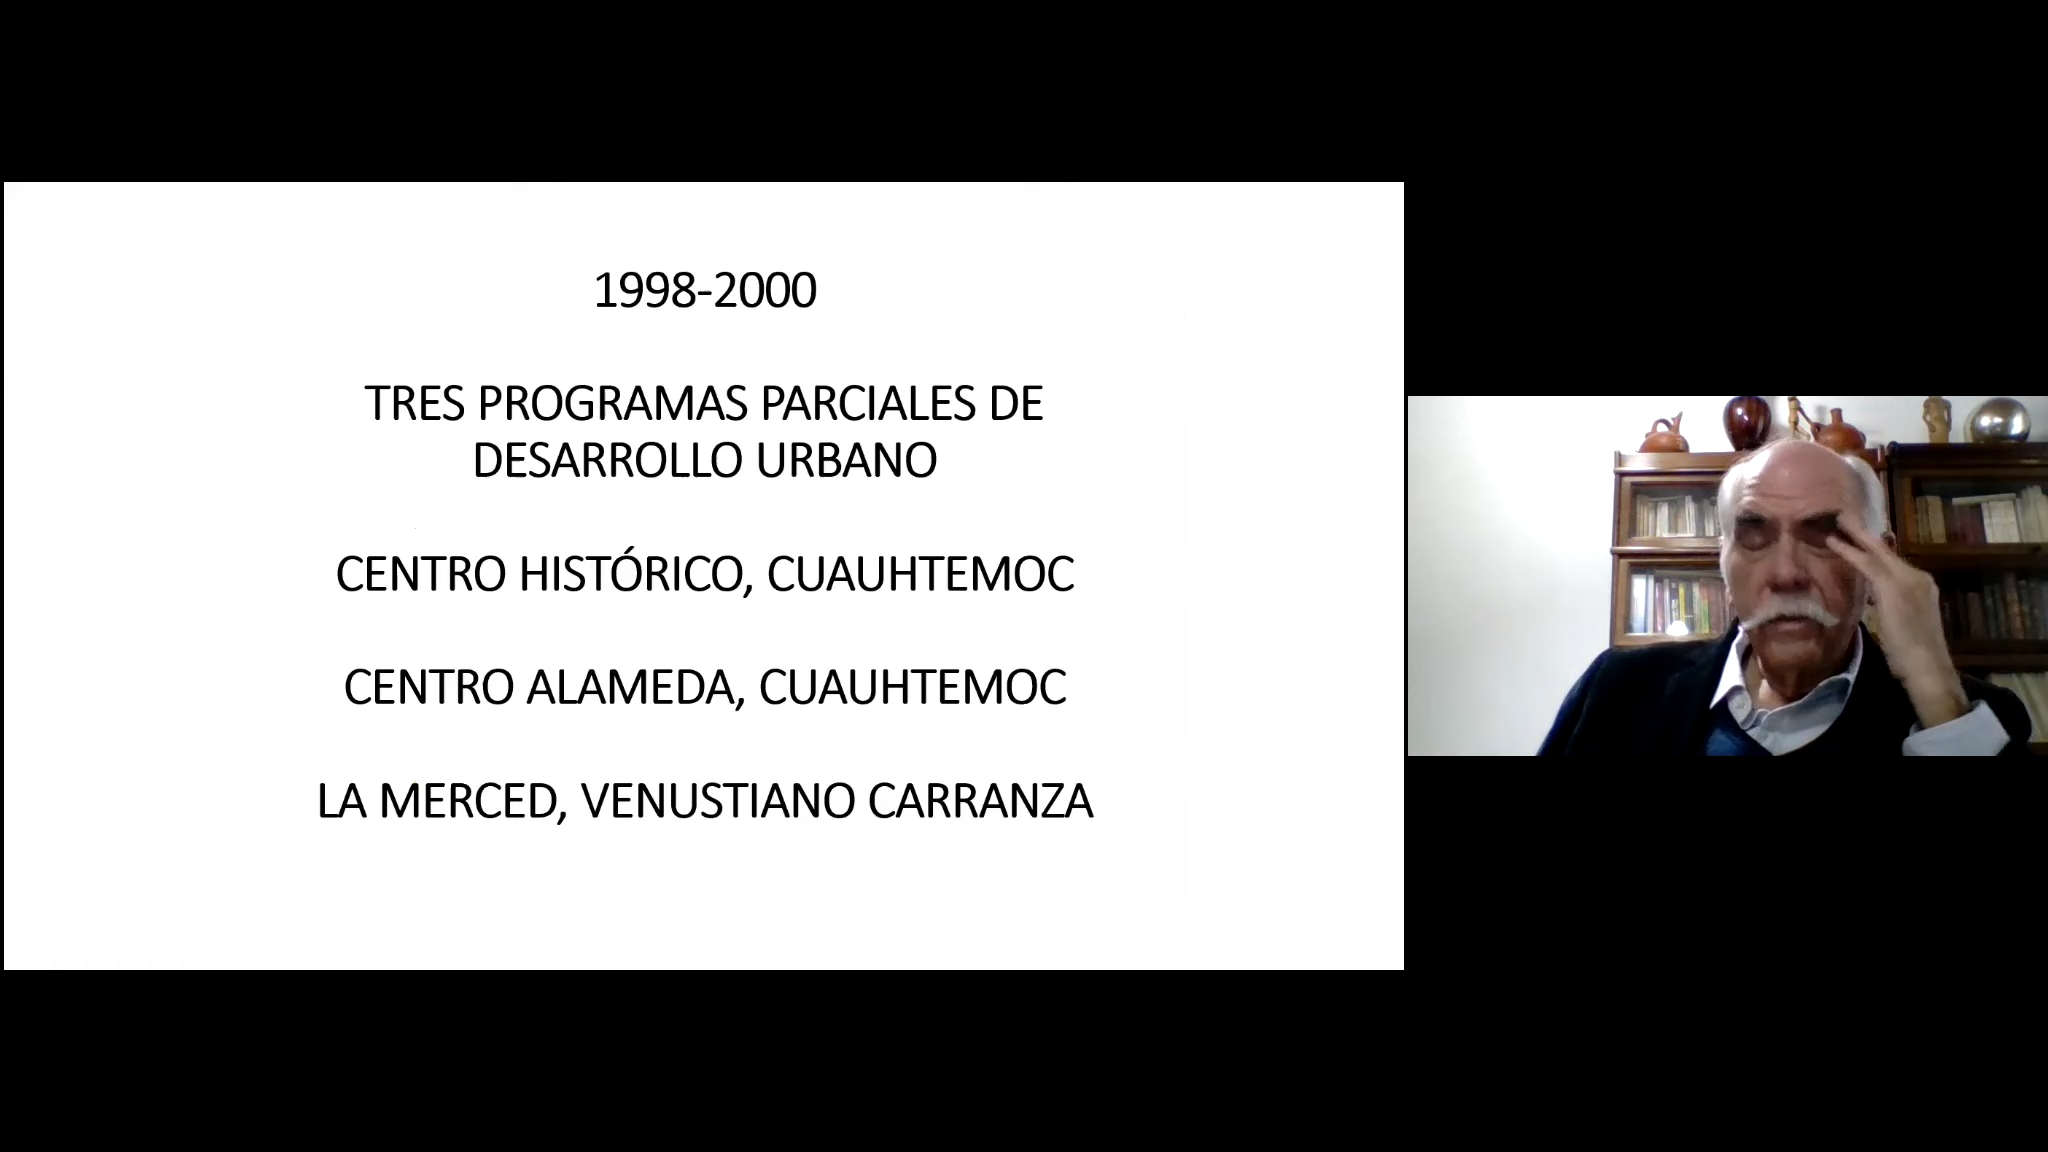 1998-2000
TRES PROGRAMAS PARCIALES DE
DESARROLLO URBANO
CENTRO HISTÓRICO, CUAUHTEMOC
CENTRO ALAMEDA, CUAUHTEMOC
LA MERCED, VENUSTIANO CARRANZA